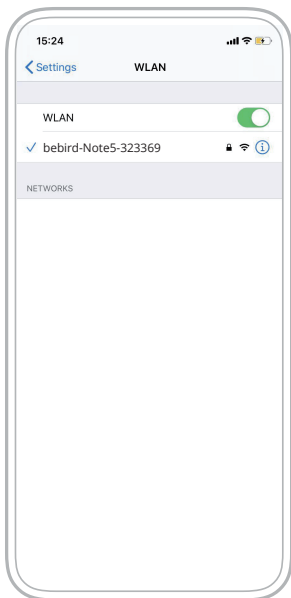 15:24
Settings WLAN
WLAN
bebird-Note5-323369
NETWORKS